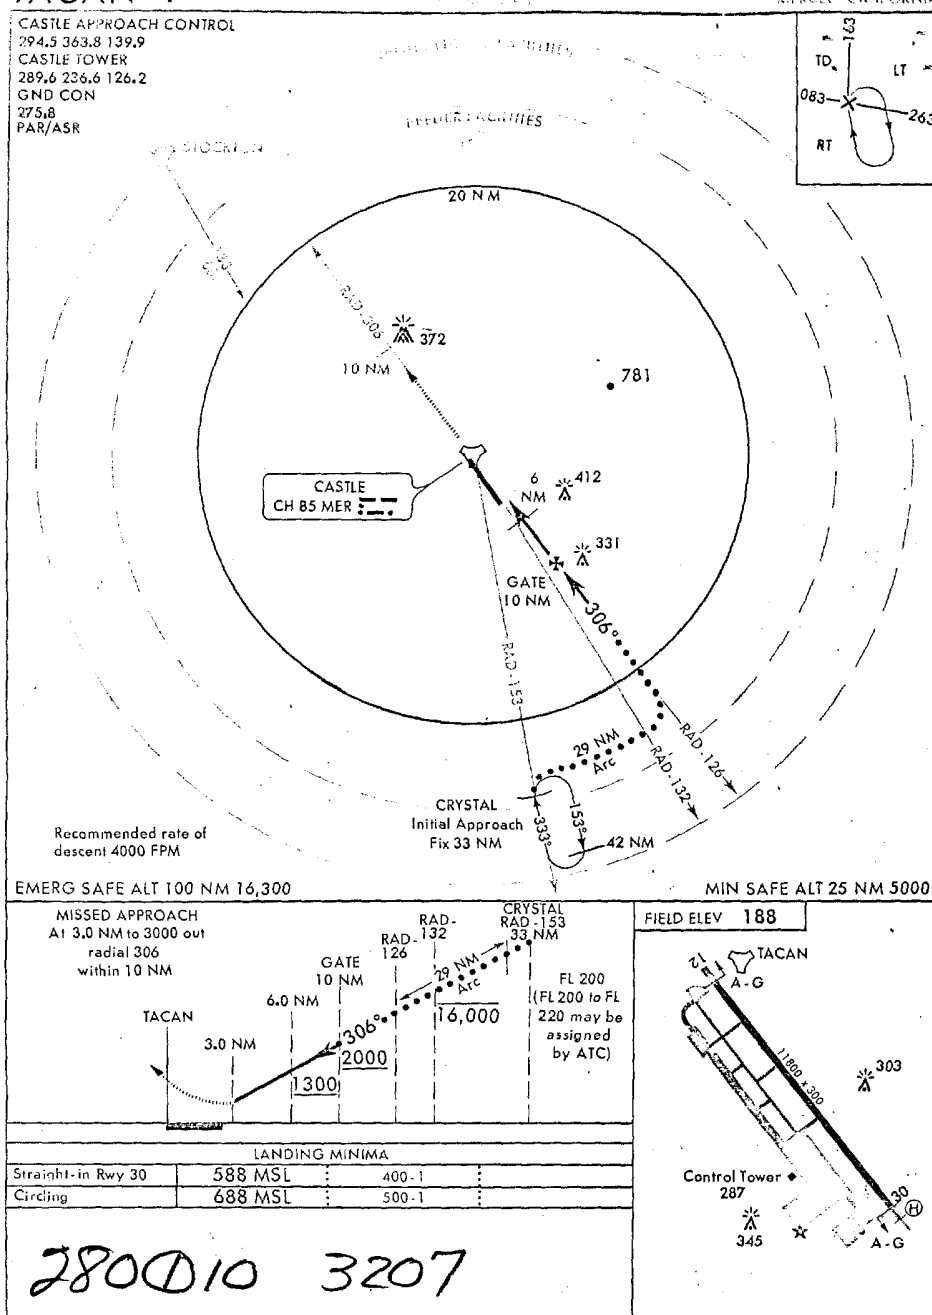 CASTLE APPROACH CONTROL
294.5 363.8 139.9
CASTLE TOWER
289.6 236.6 126.2
GND CON
275.8
PAR/ASR
FEEDER FACILITIES
STOCKTON
20 NM
163
TD
LT
083
263
RT
RAD-306
372
10 NM
781
CASTLE
CH 85 MER
6
NM
412
331
GATE
10 NM
306°
RAD-153
29 NM
Arc
RAD-126
RAD-132
CRYSTAL
Initial Approach
Fix 33 NM
333°
153°
42 NM
Recommended rate of
descent 4000 FPM
EMERG SAFE ALT 100 NM 16,300
MIN SAFE ALT 25 NM 5000
MISSED APPROACH
At 3.0 NM to 3000 out
radial 306
within 10 NM
TACAN
3.0 NM
6.0 NM
GATE
10 NM
RAD-
126
RAD-
132
CRYSTAL
RAD-153
33 NM
29 NM
Arc
306°
16,000
2000
1300
FL 200
(FL 200 to FL
220 may be
assigned
by ATC)
FIELD ELEV 188
TACAN
12
A-G
11800 x 300
303
Control Tower
287
345
30
H
A-G
LANDING MINIMA
Straight-in Rwy 30 588 MSL 400-1
Circling 688 MSL 500-1
280①10 3207